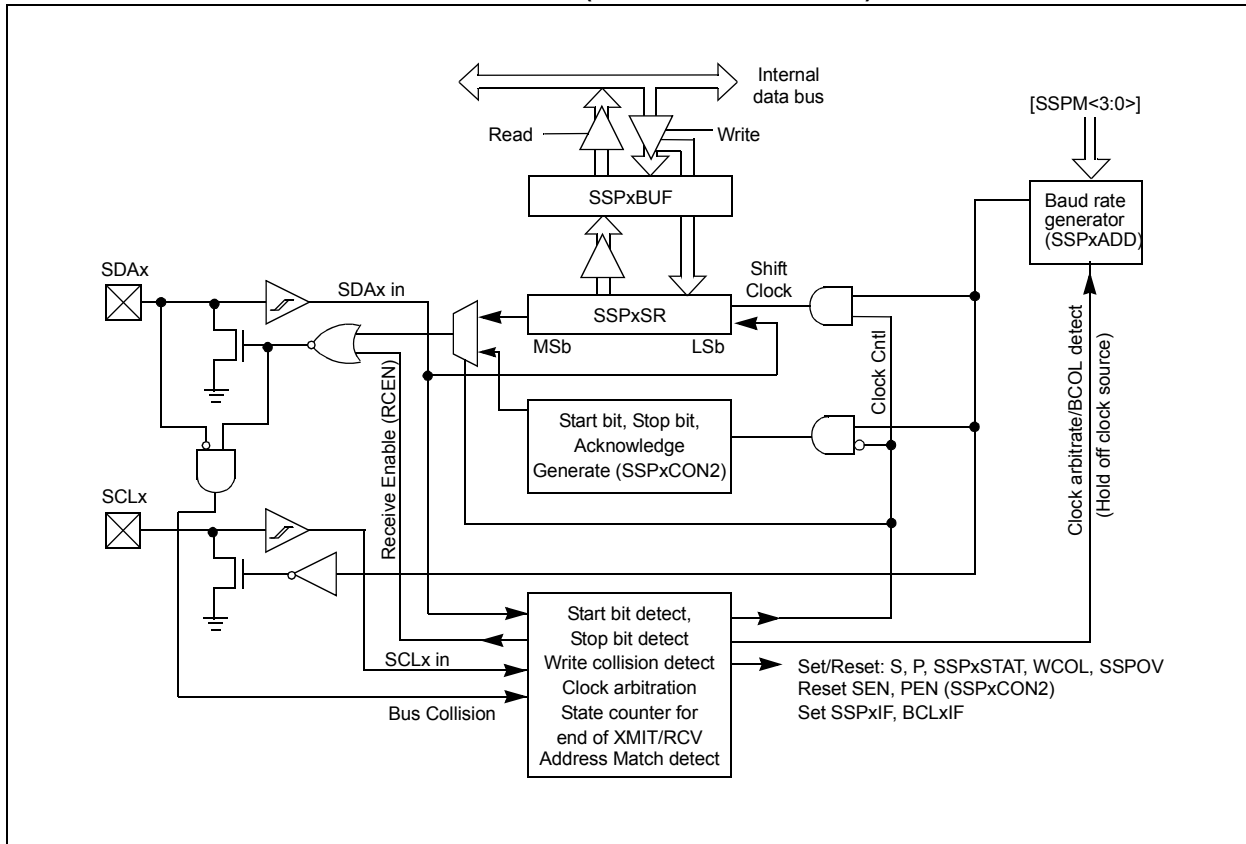 Internal
data bus
[SSPM<3:0>]
Read
Write
SSPxBUF
Baud rate
generator
(SSPxADD)
SDAx
SDAx in
Shift
Clock
SSPxSR
MSb
LSb
Clock Cntl
Receive Enable (RCEN)
Start bit, Stop bit,
Acknowledge
Generate (SSPxCON2)
Clock arbitrate/BCOL detect
(Hold off clock source)
SCLx
SCLx in
Bus Collision
Start bit detect,
Stop bit detect
Write collision detect
Clock arbitration
State counter for
end of XMIT/RCV
Address Match detect
Set/Reset: S, P, SSPxSTAT, WCOL, SSPOV
Reset SEN, PEN (SSPxCON2)
Set SSPxIF, BCLxIF